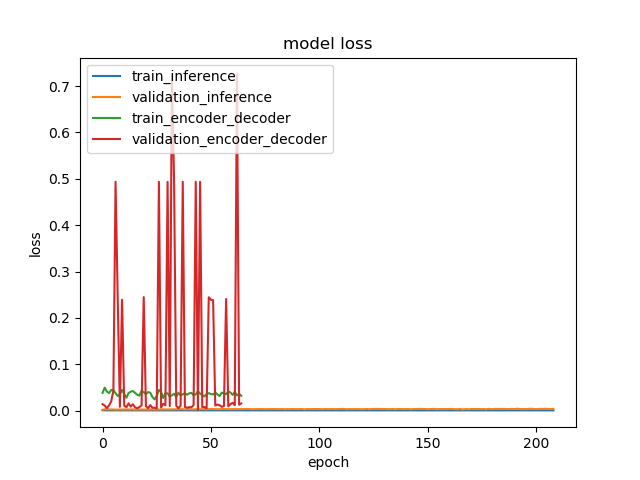 model loss
train_inference
validation_inference
train_encoder_decoder
validation_encoder_decoder
0.7
0.6
0.5
0.4
0.3
0.2
0.1
0.0
loss
0 50 100 150 200
epoch